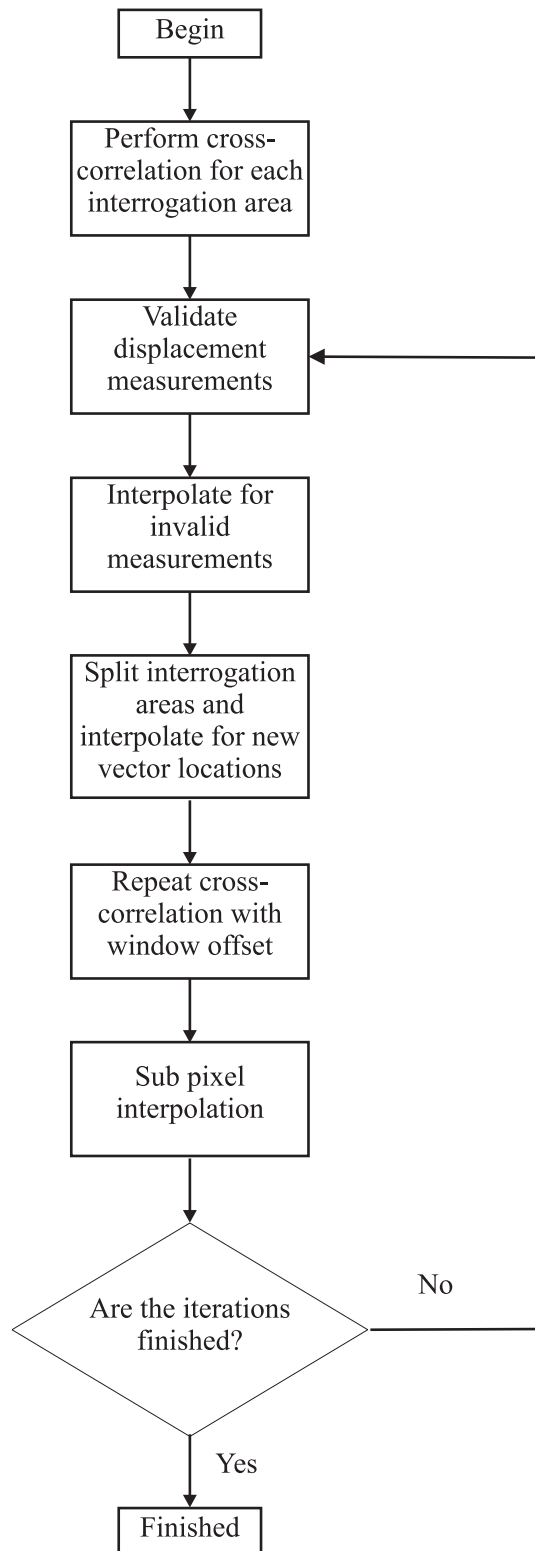 Begin
Perform cross-
correlation for each
interrogation area
Validate
displacement
measurements
Interpolate for
invalid
measurements
Split interrogation
areas and
interpolate for new
vector locations
Repeat cross-
correlation with
window offset
Sub pixel
interpolation
Are the iterations
finished?
No
Yes
Finished